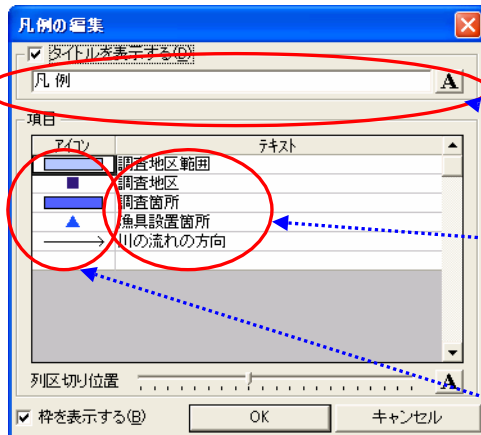 凡例の編集
タイトルを表示する(D)
凡 例
A
項目
アイコン テキスト
調査地区範囲
調査地区
調査箇所
漁具設置箇所
川の流れの方向
列区切り位置
A
枠を表示する(B)
OK
キャンセル